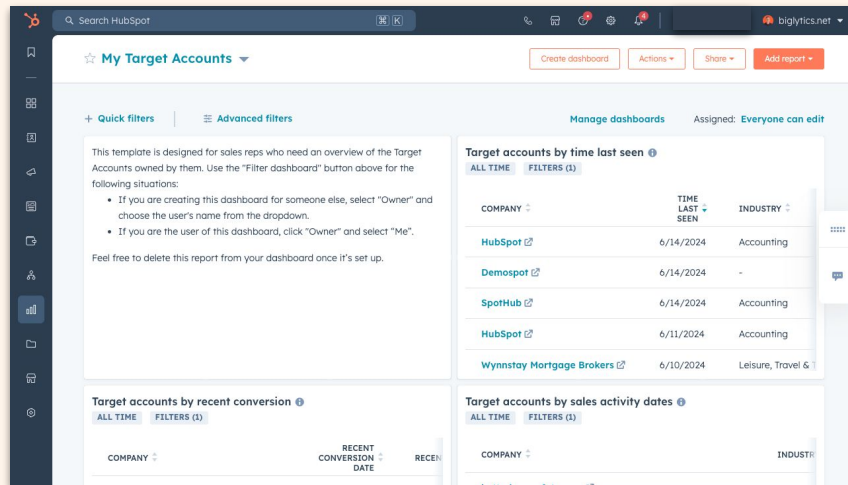 Search HubSpot
⌘ K
4
biglytics.net
My Target Accounts
Create dashboard
Actions
Share
Add report
+ Quick filters
Advanced filters
Manage dashboards
Assigned: Everyone can edit
This template is designed for sales reps who need an overview of the Target
Accounts owned by them. Use the "Filter dashboard" button above for the
following situations:
• If you are creating this dashboard for someone else, select "Owner" and
choose the user's name from the dropdown.
• If you are the user of this dashboard, click "Owner" and select “Me”.
Feel free to delete this report from your dashboard once it’s set up.
Target accounts by time last seen
ALL TIME FILTERS (1)
COMPANY TIME LAST SEEN INDUSTRY
HubSpot 6/14/2024 Accounting
Demospot 6/14/2024 -
SpotHub 6/14/2024 Accounting
HubSpot 6/11/2024 Accounting
Wynnstay Mortgage Brokers 6/10/2024 Leisure, Travel &
Target accounts by recent conversion
ALL TIME FILTERS (1)
COMPANY RECENT CONVERSION DATE RECEN
Target accounts by sales activity dates
ALL TIME FILTERS (1)
COMPANY INDUSTR